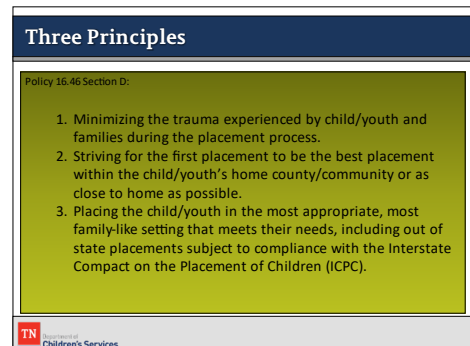 Three Principles
Policy 16.46 Section D:
1. Minimizing the trauma experienced by child/youth and
families during the placement process.
2. Striving for the first placement to be the best placement
within the child/youth's home county/community or as
close to home as possible.
3. Placing the child/youth in the most appropriate, most
family-like setting that meets their needs, including out of
state placements subject to compliance with the Interstate
Compact on the Placement of Children (ICPC).
TN
Department of
Children's Services